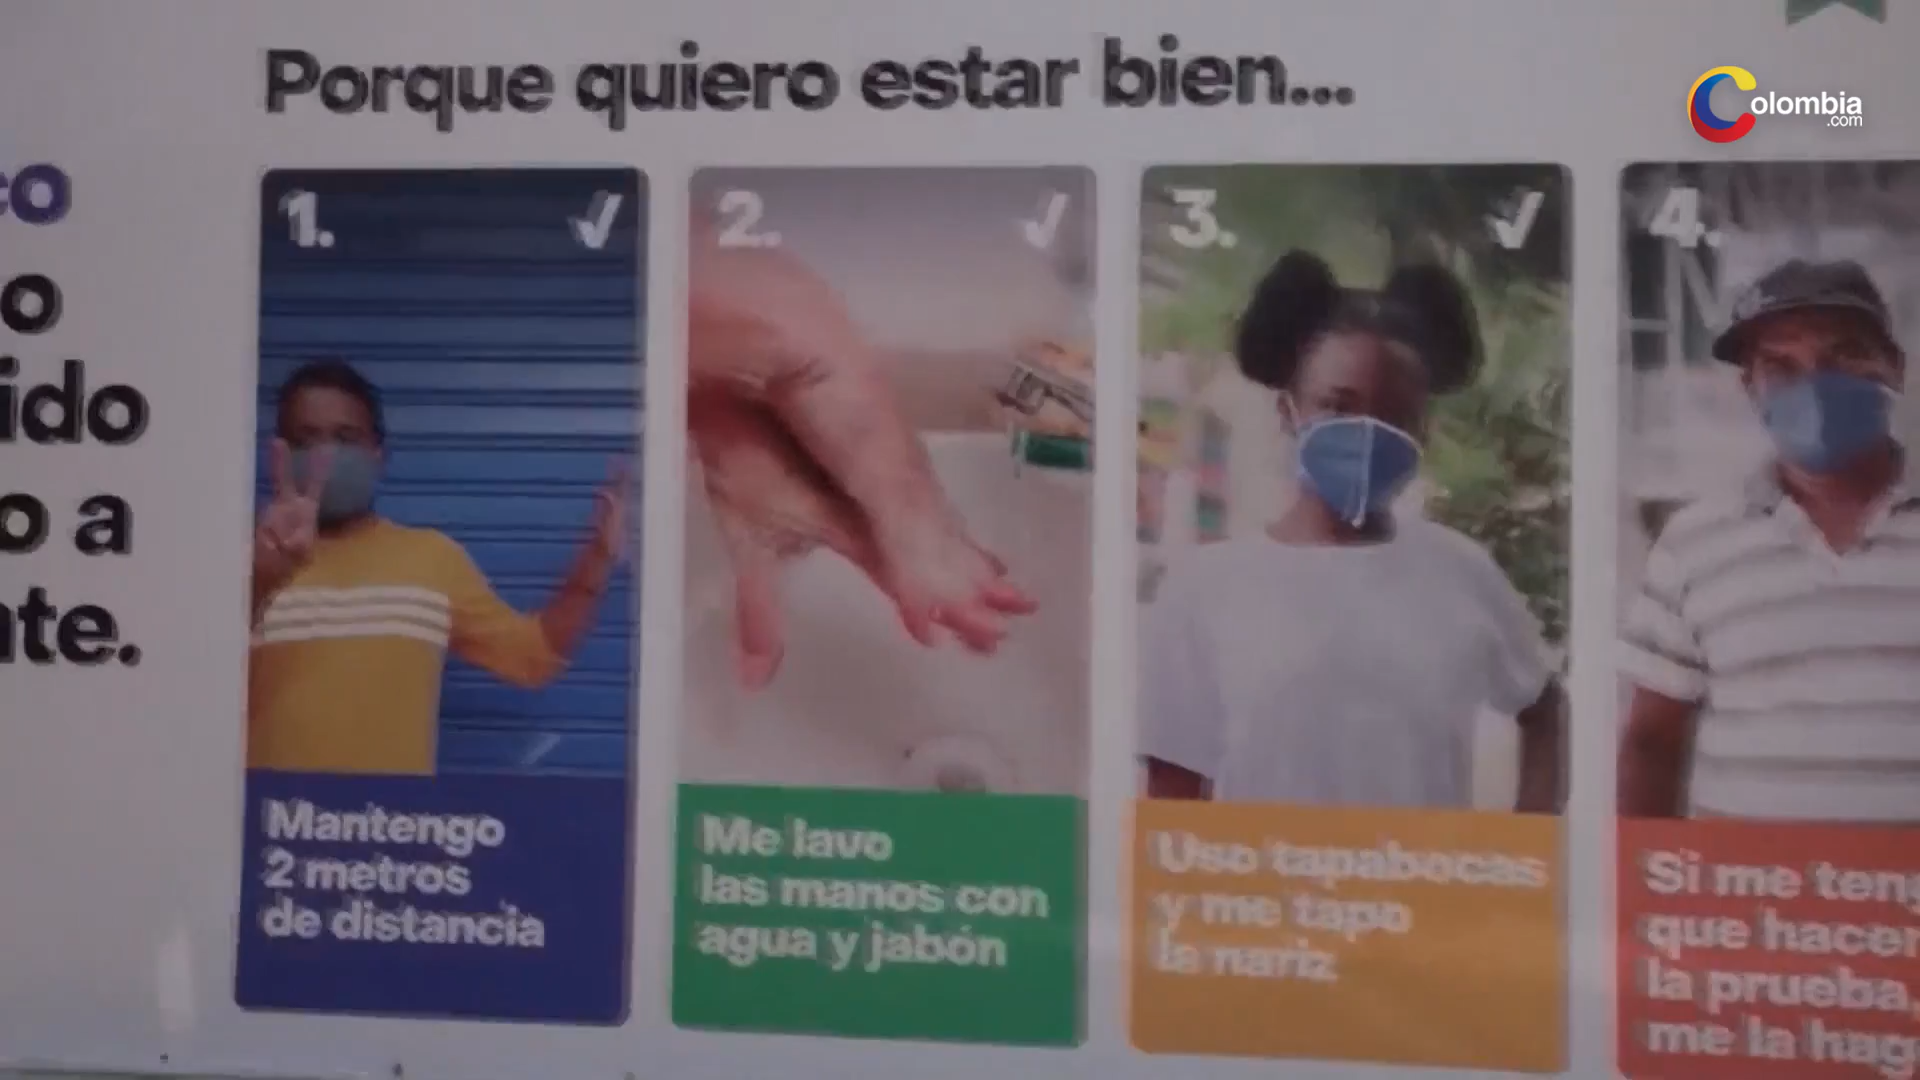 Porque quiero estar bien...
Colombia
.com
co
o
ido
o a
nte.
1.
Mantengo
2 metros
de distancia
2.
Me lavo
las manos con
agua y jabón
3.
Uso tapabocas
y me tapo
la nariz
4.
Si me teng
que hacer
la prueba,
me la hag